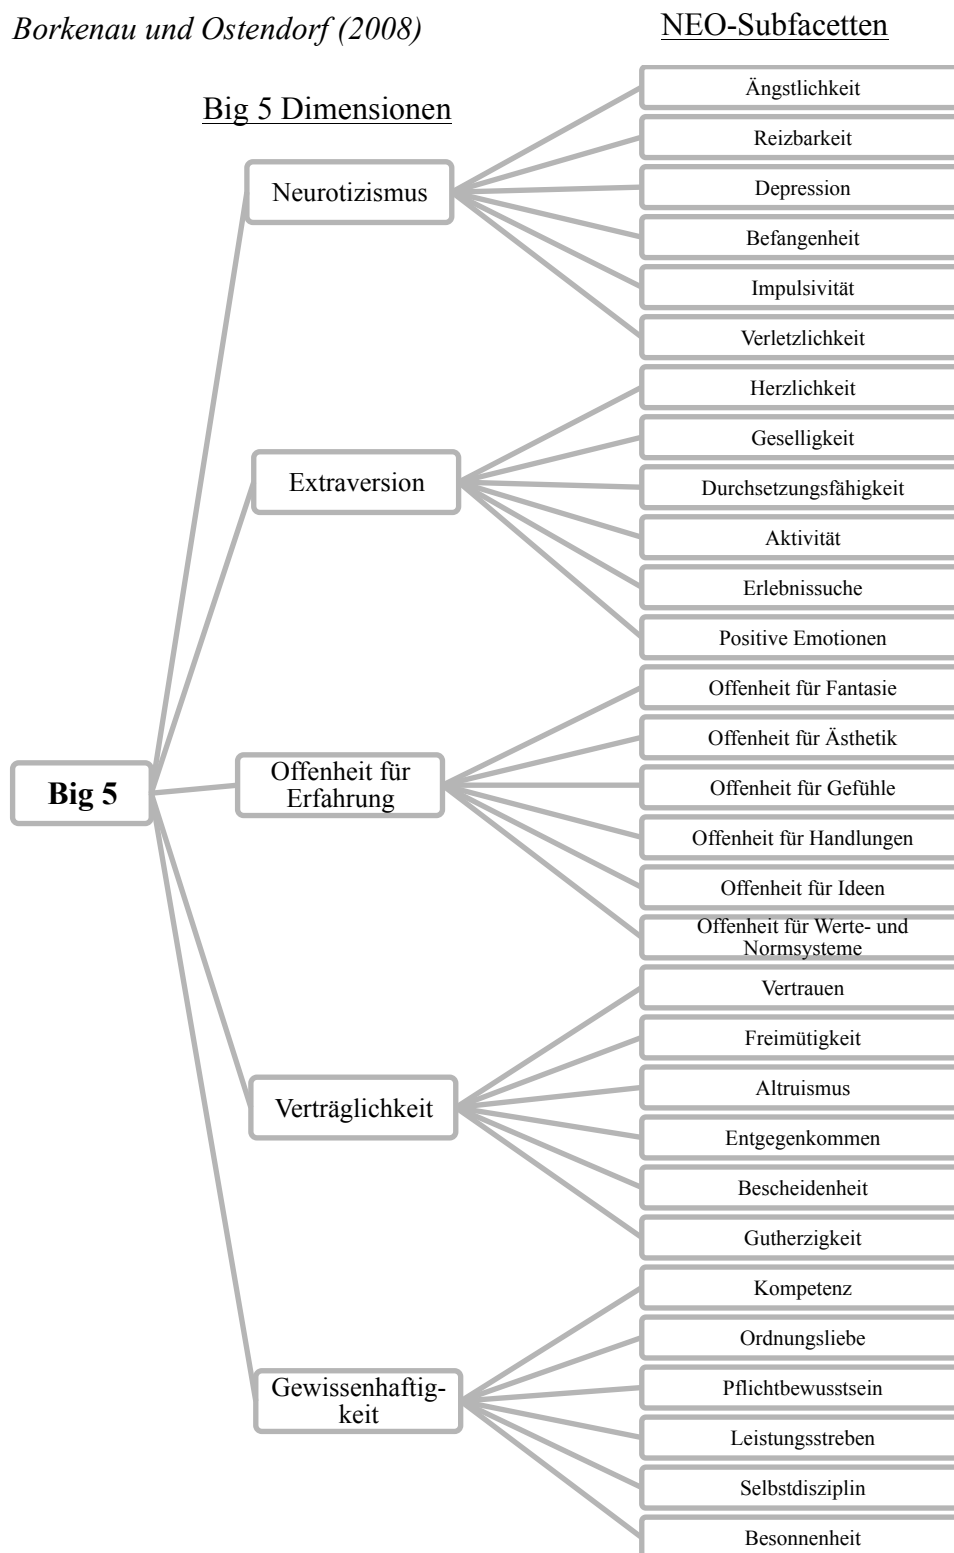 Borkenau und Ostendorf (2008)
NEO-Subfacetten
Big 5 Dimensionen
Big 5
Neurotizismus
Ängstlichkeit
Reizbarkeit
Depression
Befangenheit
Impulsivität
Verletzlichkeit
Extraversion
Herzlichkeit
Geselligkeit
Durchsetzungsfähigkeit
Aktivität
Erlebnissuche
Positive Emotionen
Offenheit für
Erfahrung
Offenheit für Fantasie
Offenheit für Ästhetik
Offenheit für Gefühle
Offenheit für Handlungen
Offenheit für Ideen
Offenheit für Werte- und
Normsysteme
Verträglichkeit
Vertrauen
Freimütigkeit
Altruismus
Entgegenkommen
Bescheidenheit
Gutherzigkeit
Gewissenhaftig-
keit
Kompetenz
Ordnungsliebe
Pflichtbewusstsein
Leistungsstreben
Selbstdisziplin
Besonnenheit